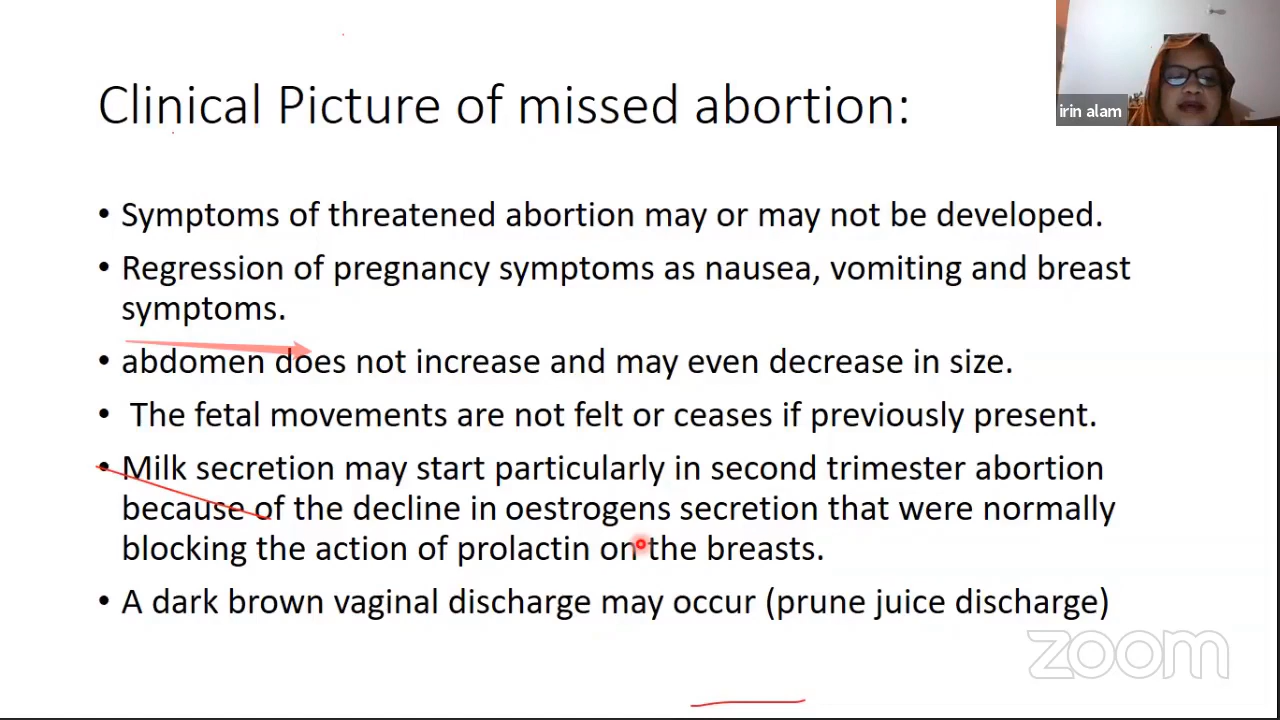 irin alam
Clinical Picture of missed abortion:
• Symptoms of threatened abortion may or may not be developed.
• Regression of pregnancy symptoms as nausea, vomiting and breast
symptoms.
• abdomen does not increase and may even decrease in size.
• The fetal movements are not felt or ceases if previously present.
• Milk secretion may start particularly in second trimester abortion
because of the decline in oestrogens secretion that were normally
blocking the action of prolactin on the breasts.
• A dark brown vaginal discharge may occur (prune juice discharge)
zoom